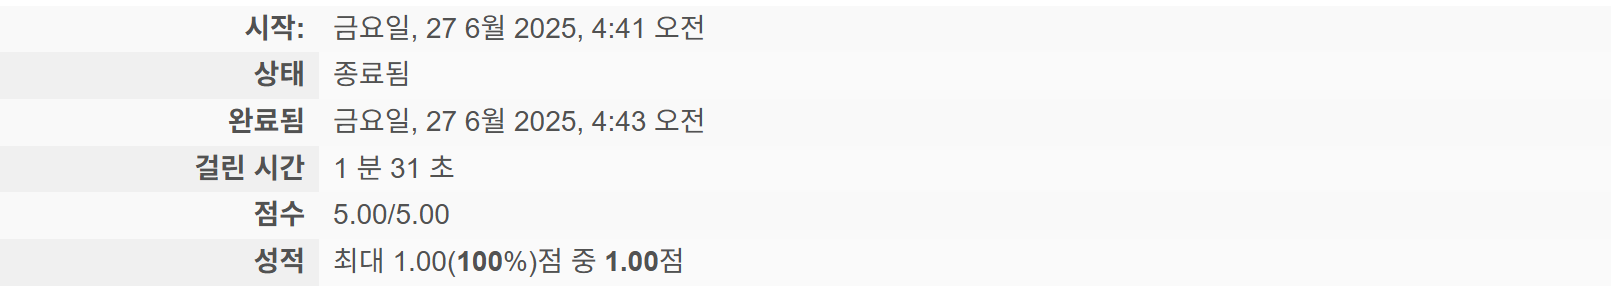 시작: 금요일, 27 6월 2025, 4:41 오전
상태 종료됨
완료됨 금요일, 27 6월 2025, 4:43 오전
걸린 시간 1 분 31 초
점수 5.00/5.00
성적 최대 1.00(100%)점 중 1.00점